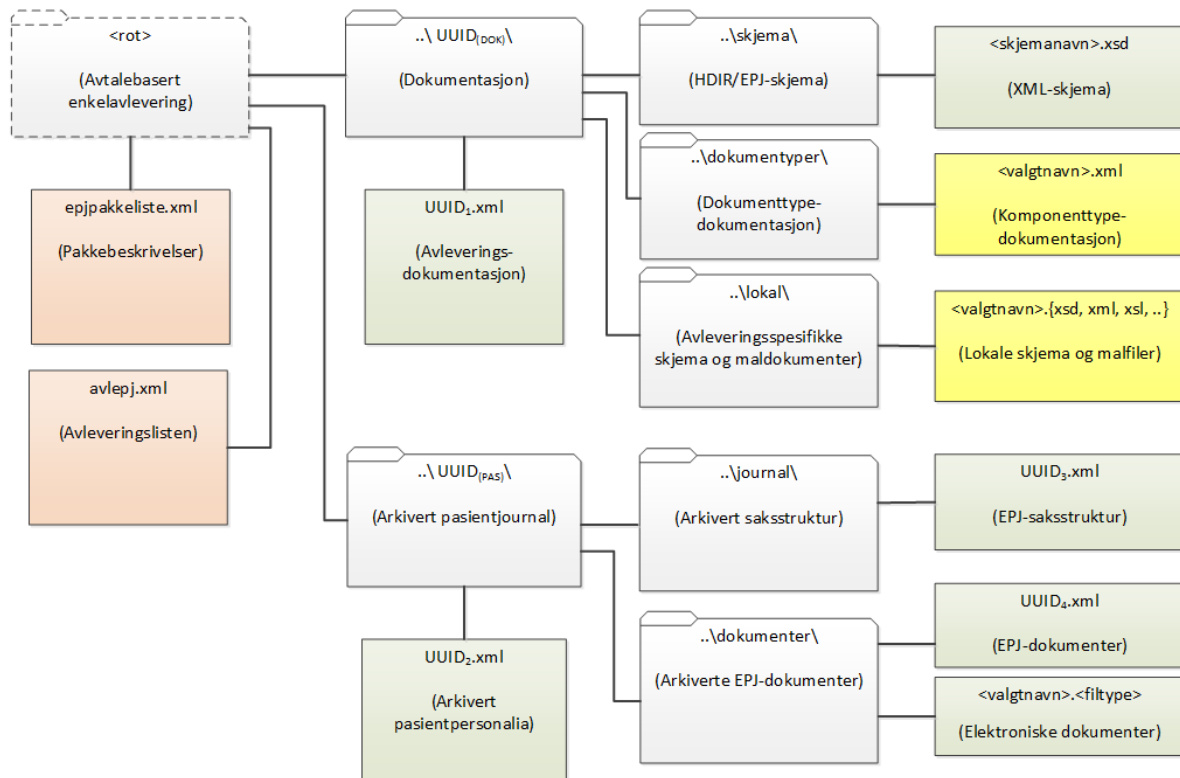 <rot>
(Avtalebasert
enkelavlevering)
epjpakkeliste.xml
(Pakkebeskrivelser)
avlepj.xml
(Avleveringslisten)
..\ UUID(DOK)\
(Dokumentasjon)
UUID1.xml
(Avleverings-
dokumentasjon)
..\skjema\
(HDIR/EPJ-skjema)
<skjemanavn>.xsd
(XML-skjema)
..\dokumentyper\
(Dokumenttype-
dokumentasjon)
<valgtnavn>.xml
(Komponenttype-
dokumentasjon)
..\lokal\
(Avleveringsspesifikke
skjema og maldokumenter)
<valgtnavn>.{xsd, xml, xsl, ..}
(Lokale skjema og malfiler)
..\ UUID(PAS)\
(Arkivert pasientjournal)
UUID2.xml
(Arkivert
pasientpersonalia)
..\journal\
(Arkivert saksstruktur)
UUID3.xml
(EPJ-saksstruktur)
..\dokumenter\
(Arkiverte EPJ-dokumenter)
UUID4.xml
(EPJ-dokumenter)
<valgtnavn>.<filtype>
(Elektroniske dokumenter)